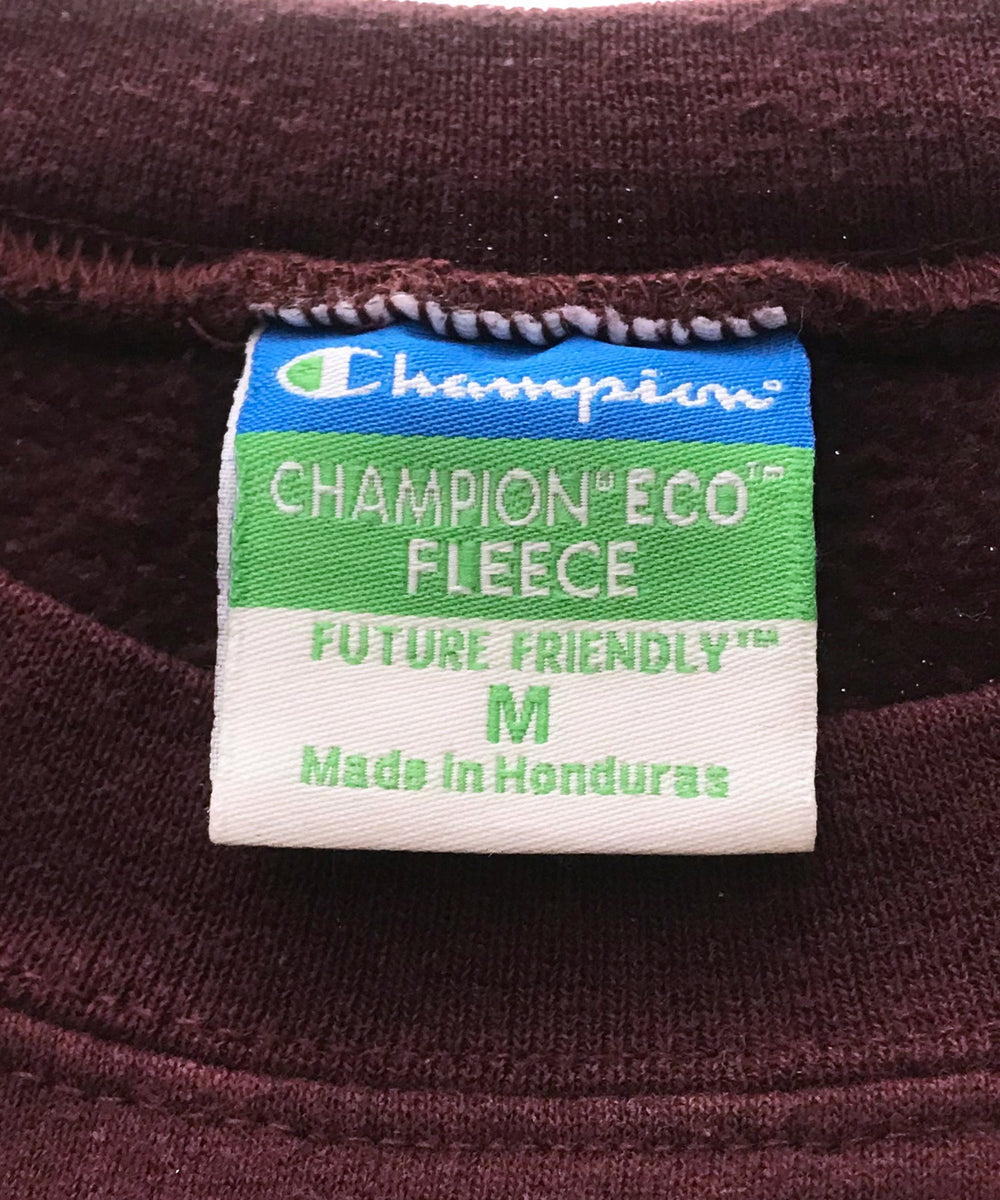 Champion®
CHAMPION® ECO™
FLEECE
FUTURE FRIENDLY™
M
Made in Honduras